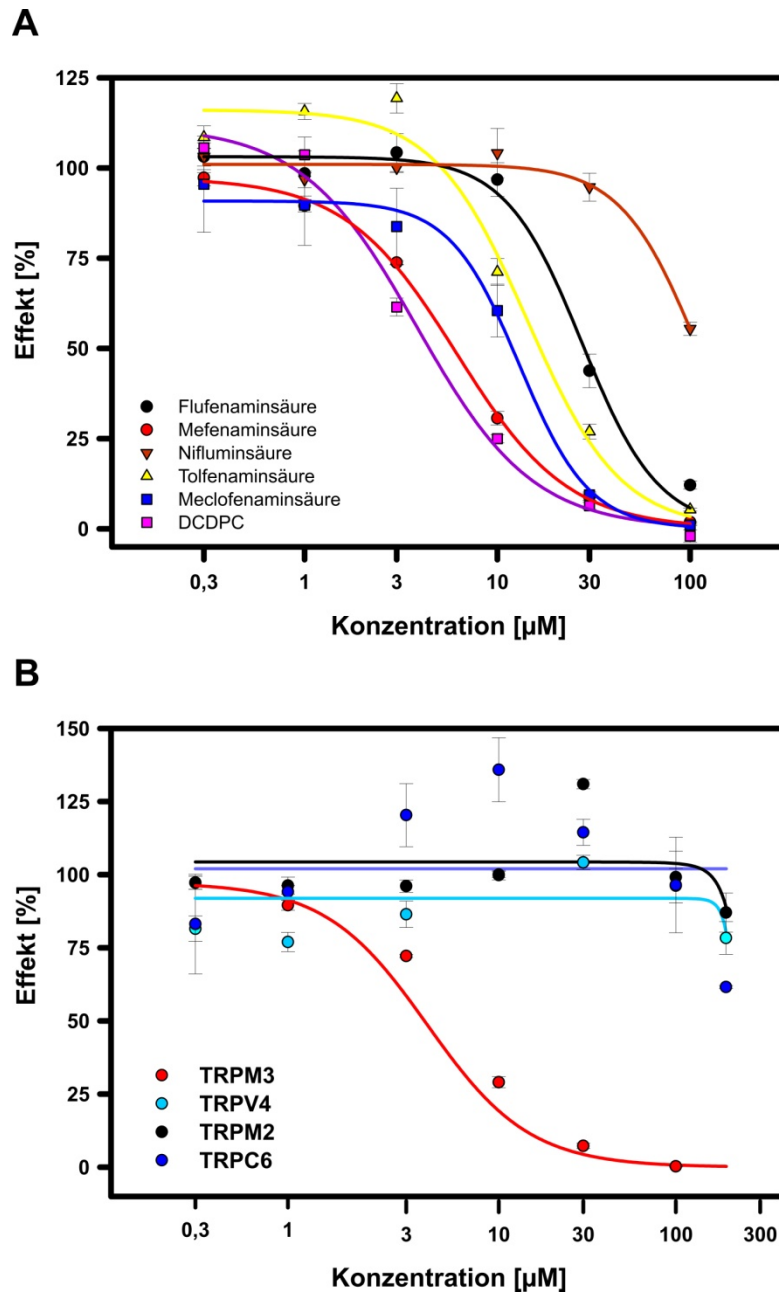 A
125
100
75
50
25
0
Effekt [%]
Flufenaminsäure
Mefenaminsäure
Nifluminsäure
Tolfenaminsäure
Meclofenaminsäure
DCDPC
0,3 1 3 10 30 100
Konzentration [µM]
B
150
125
100
75
50
25
0
Effekt [%]
TRPM3
TRPV4
TRPM2
TRPC6
0,3 1 3 10 30 100 300
Konzentration [µM]